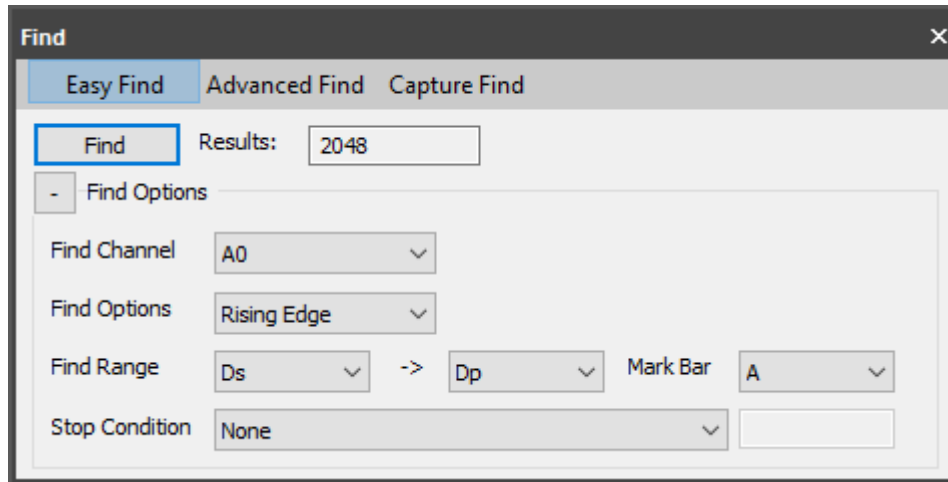 Find
Easy Find Advanced Find Capture Find
Find Results: 2048
- Find Options
Find Channel A0
Find Options Rising Edge
Find Range Ds -> Dp Mark Bar A
Stop Condition None